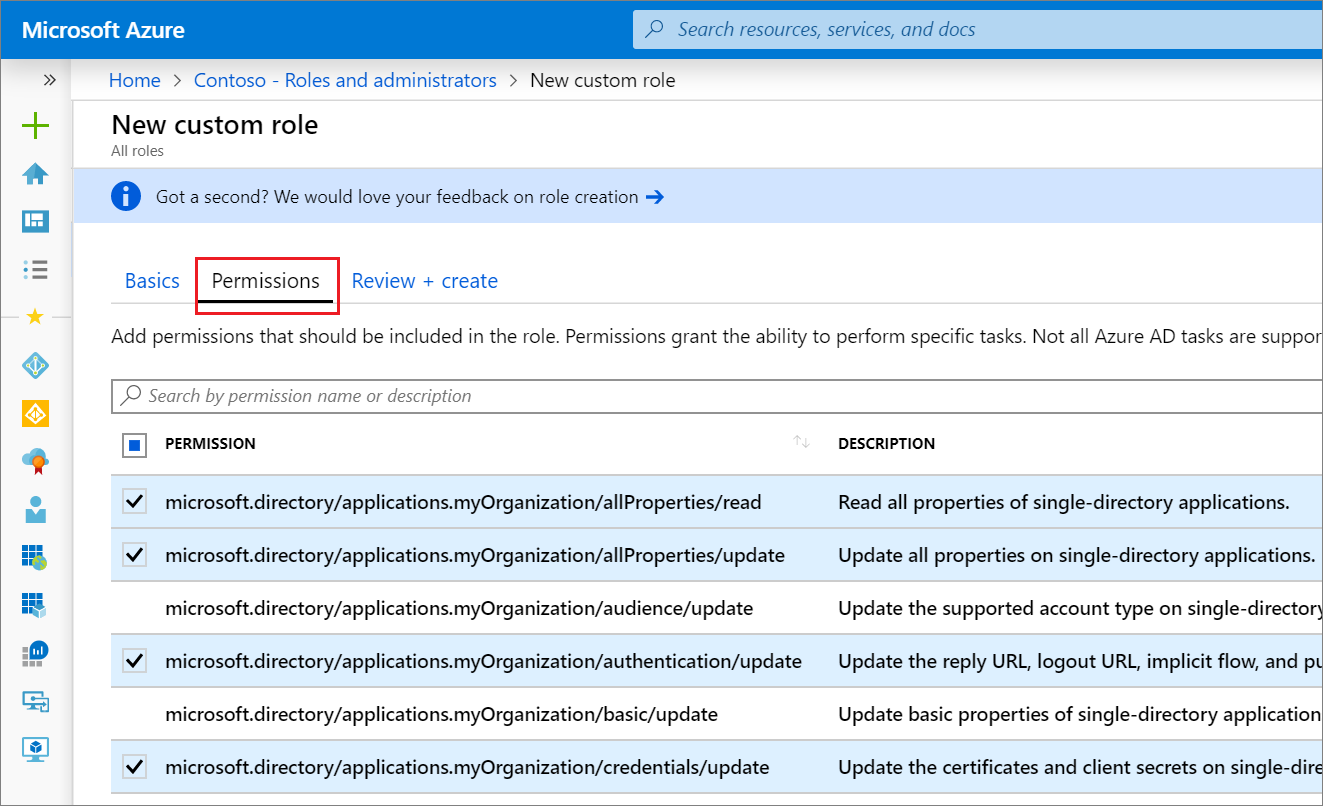 Microsoft Azure
Search resources, services, and docs
Home > Contoso - Roles and administrators > New custom role
New custom role
All roles
Got a second? We would love your feedback on role creation →
Basics Permissions Review + create
Add permissions that should be included in the role. Permissions grant the ability to perform specific tasks. Not all Azure AD tasks are suppor
Search by permission name or description
PERMISSION DESCRIPTION
microsoft.directory/applications.myOrganization/allProperties/read Read all properties of single-directory applications.
microsoft.directory/applications.myOrganization/allProperties/update Update all properties on single-directory applications.
microsoft.directory/applications.myOrganization/audience/update Update the supported account type on single-directory
microsoft.directory/applications.myOrganization/authentication/update Update the reply URL, logout URL, implicit flow, and pu
microsoft.directory/applications.myOrganization/basic/update Update basic properties of single-directory application
microsoft.directory/applications.myOrganization/credentials/update Update the certificates and client secrets on single-dire